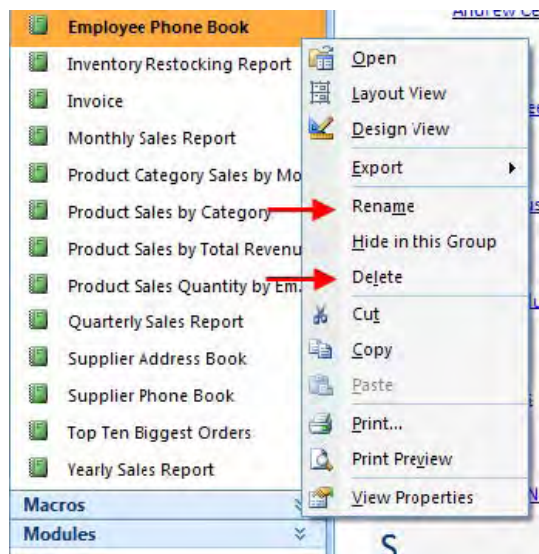 Andrew Ce
Employee Phone Book
Inventory Restocking Report
Invoice
Monthly Sales Report
Product Category Sales by Mo
Product Sales by Category
Product Sales by Total Revenu
Product Sales Quantity by Em.
Quarterly Sales Report
Supplier Address Book
Supplier Phone Book
Top Ten Biggest Orders
Yearly Sales Report
Macros
Modules
Open
Layout View
Design View
Export
Rename
Hide in this Group
Delete
Cut
Copy
Paste
Print...
Print Preview
View Properties
N
S